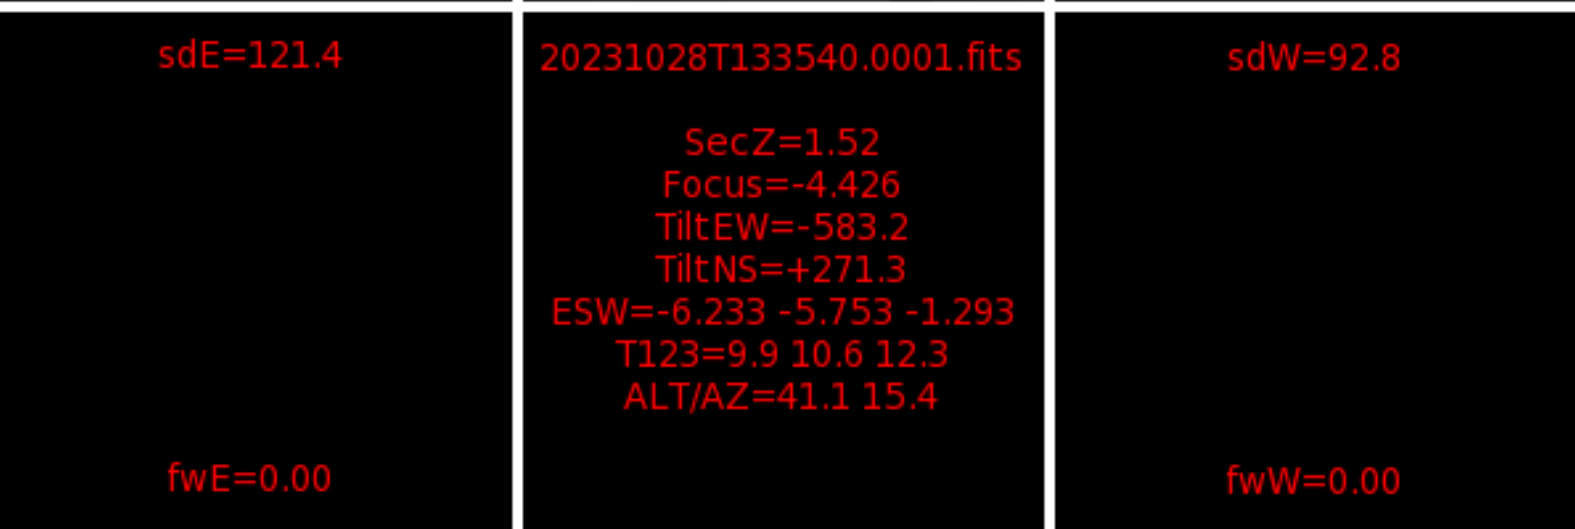 sdE=121.4
20231028T133540.0001.fits
sdW=92.8
SecZ=1.52
Focus=-4.426
TiltEW=-583.2
TiltNS=+271.3
ESW=-6.233 -5.753 -1.293
T123=9.9 10.6 12.3
ALT/AZ=41.1 15.4
fwE=0.00
fwW=0.00